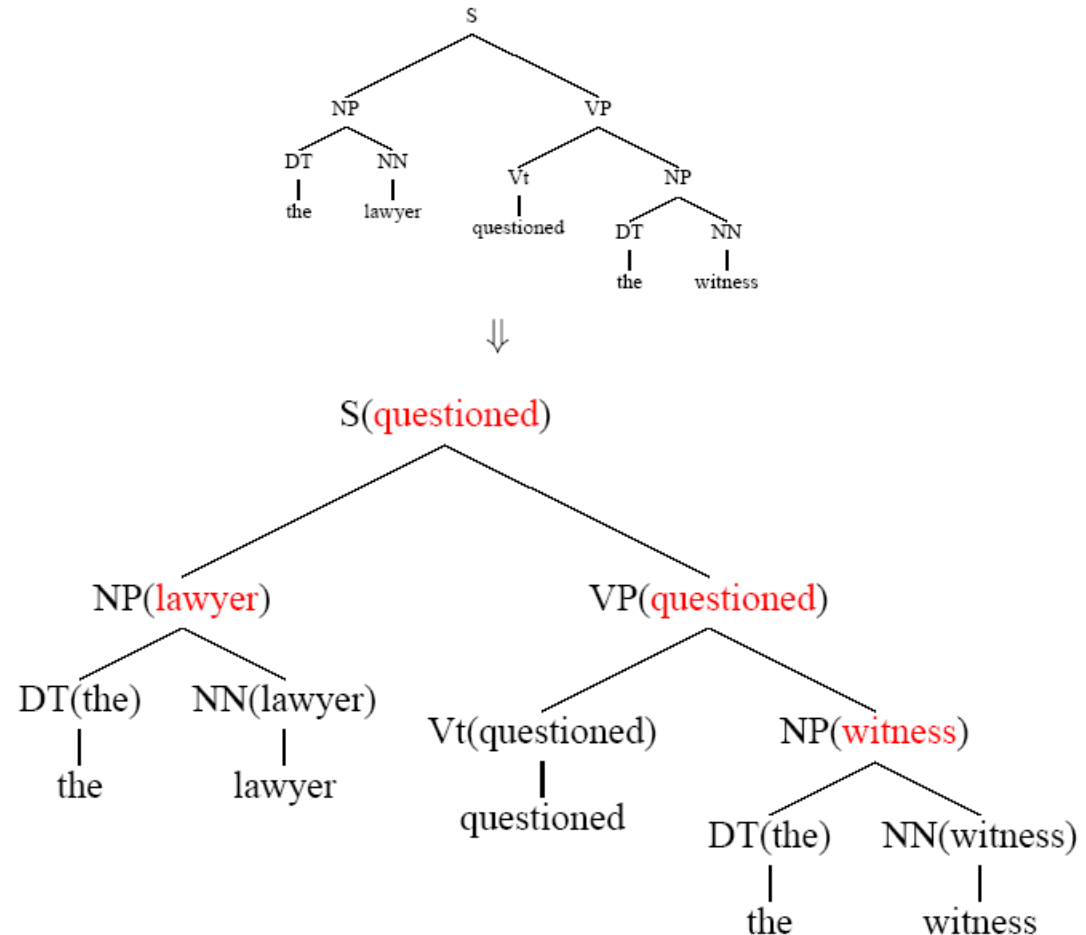 S
NP VP
DT NN
Vt NP
the lawyer
questioned
DT NN
the witness
⇓
S(questioned)
NP(lawyer) VP(questioned)
DT(the) NN(lawyer)
Vt(questioned) NP(witness)
the lawyer
questioned
DT(the) NN(witness)
the witness